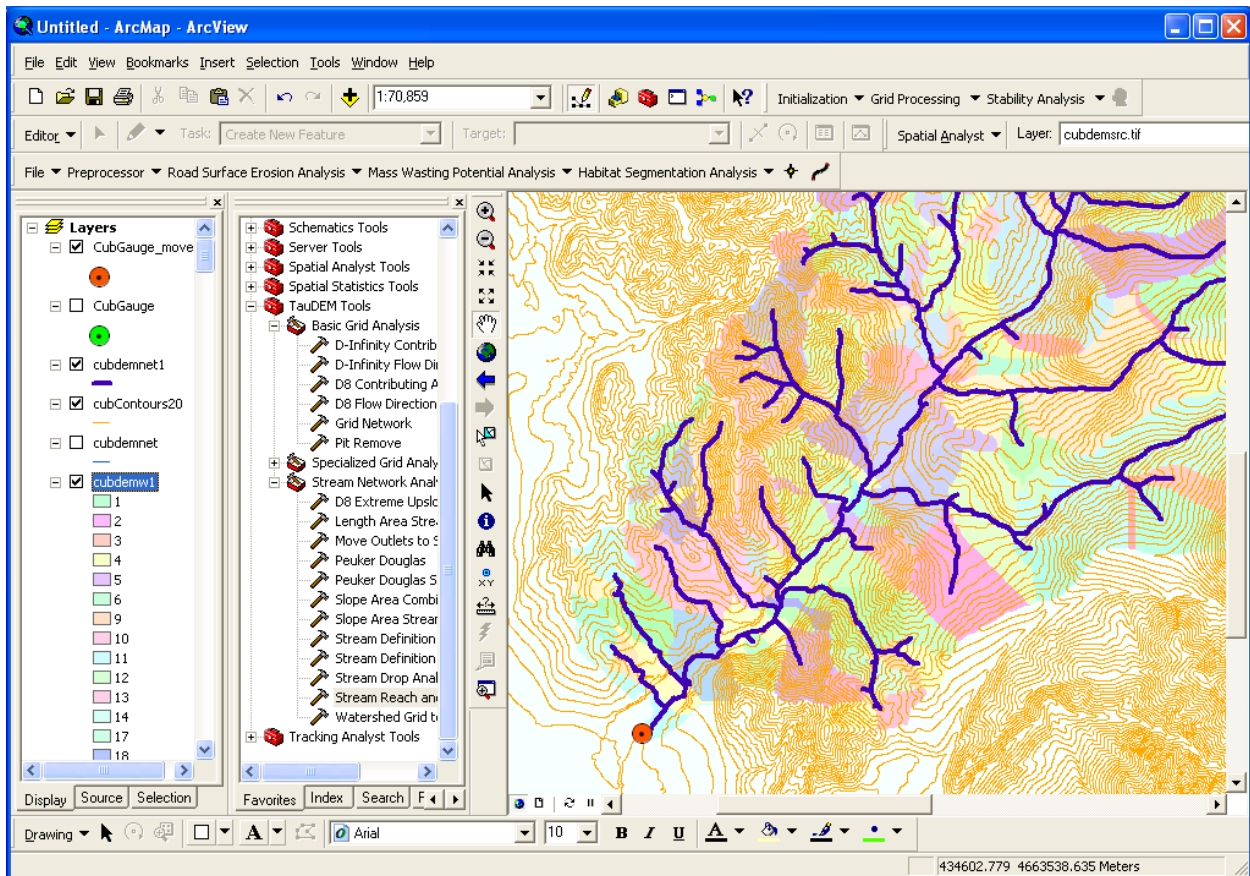 Untitled - ArcMap - ArcView
File Edit View Bookmarks Insert Selection Tools Window Help
1:70,859 Initialization Grid Processing Stability Analysis
Editor Task: Create New Feature Target: Spatial Analyst Layer: cubdemsrc.tif
File Preprocessor Road Surface Erosion Analysis Mass Wasting Potential Analysis Habitat Segmentation Analysis
Layers
CubGauge_move
CubGauge
cubdemnet1
cubContours20
cubdemnet
cubdemw1
1
2
3
4
5
6
9
10
11
12
13
14
17
18
Display Source Selection
Schematics Tools
Server Tools
Spatial Analyst Tools
Spatial Statistics Tools
TauDEM Tools
Basic Grid Analysis
D-Infinity Contrib
D-Infinity Flow Di
D8 Contributing A
D8 Flow Direction
Grid Network
Pit Remove
Specialized Grid Analy
Stream Network Anal
D8 Extreme Upslo
Length Area Stre
Move Outlets to S
Peuker Douglas
Peuker Douglas S
Slope Area Combi
Slope Area Strear
Stream Definition
Stream Definition
Stream Drop Anal
Stream Reach an
Watershed Grid t
Tracking Analyst Tools
Favorites Index Search F
XY
Drawing A Arial 10 B I U A
434602.779 4663538.635 Meters